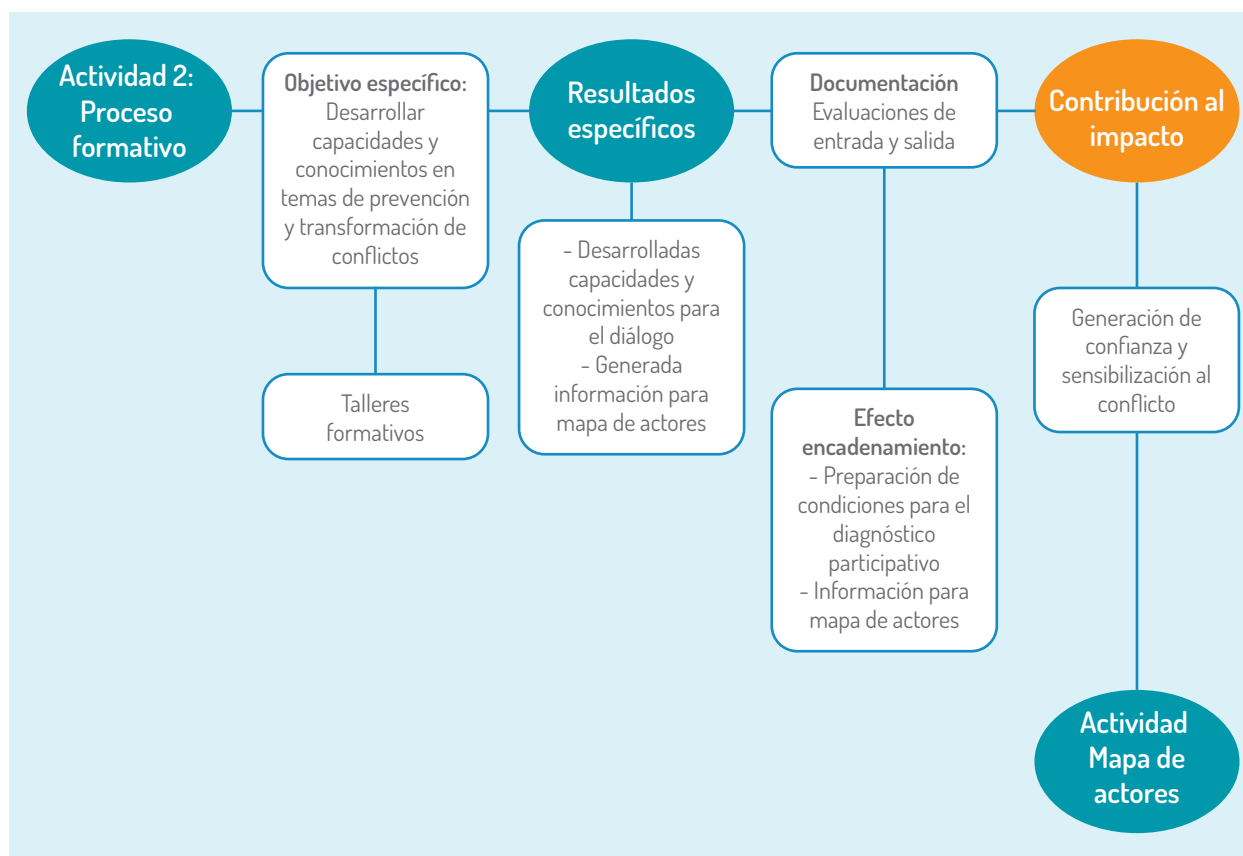 Actividad 2:
Proceso
formativo
Objetivo específico:
Desarrollar
capacidades y
conocimientos en
temas de prevención
y transformación de
conflictos
Talleres
formativos
Resultados
específicos
- Desarrolladas
capacidades y
conocimientos para
el diálogo
- Generada
información para
mapa de actores
Documentación
Evaluaciones de
entrada y salida
Efecto
encadenamiento:
- Preparación de
condiciones para el
diagnóstico
participativo
- Información para
mapa de actores
Contribución al
impacto
Generación de
confianza y
sensibilización al
conflicto
Actividad
Mapa de
actores